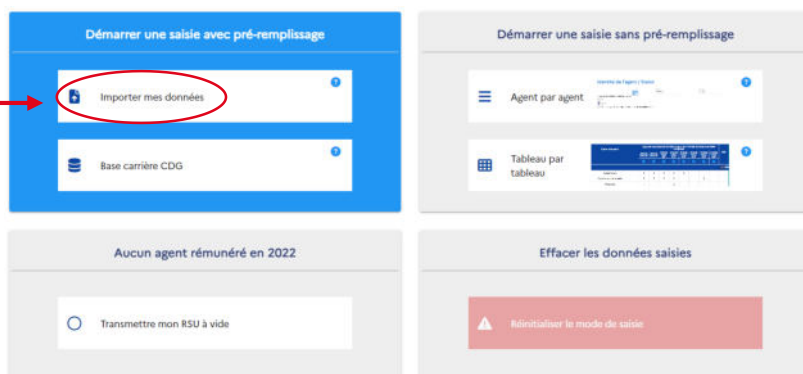 Démarrer une saisie avec pré-remplissage
Importer mes données
Base carrière CDG
Démarrer une saisie sans pré-remplissage
Agent par agent
Tableau par
tableau
Aucun agent rémunéré en 2022
Transmettre mon RSU à vide
Effacer les données saisies
Réinitialiser le mode de saisie